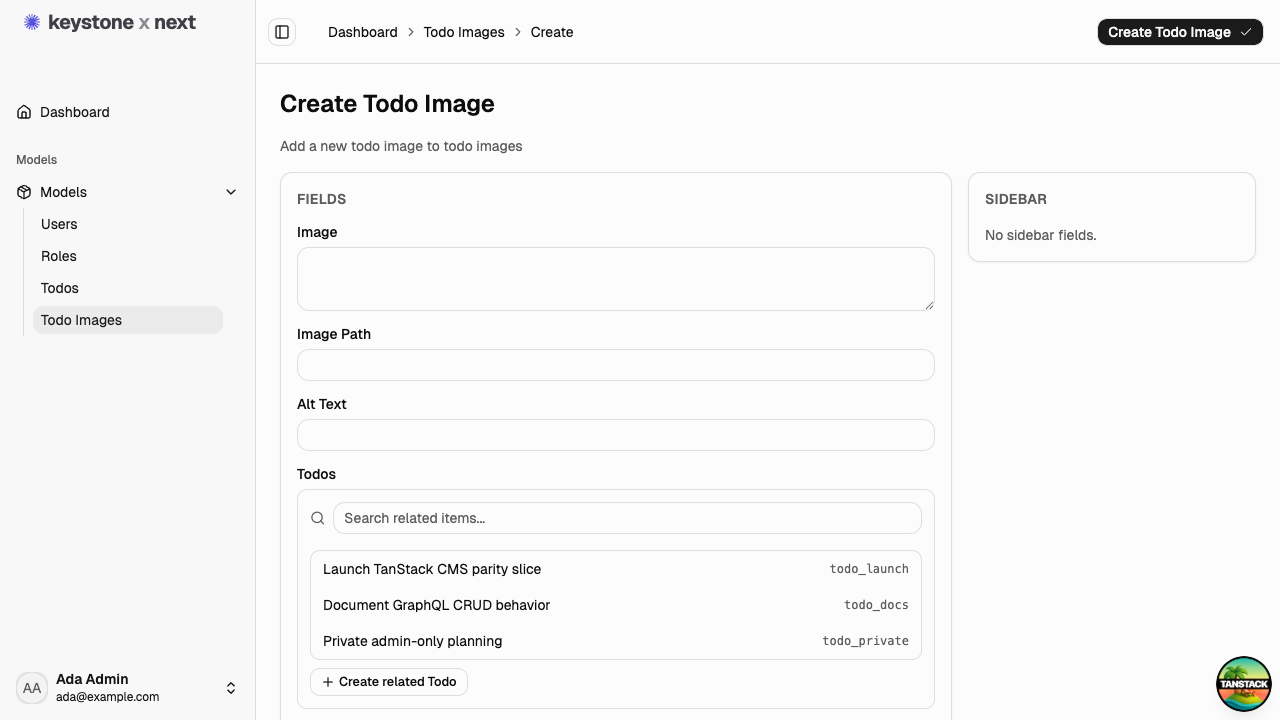 keystone x next
Dashboard
Models
Models
Users
Roles
Todos
Todo Images
AA
Ada Admin
ada@example.com
Dashboard > Todo Images > Create
Create Todo Image
Create Todo Image
Add a new todo image to todo images
FIELDS
Image
Image Path
Alt Text
Todos
Search related items...
Launch TanStack CMS parity slice todo_launch
Document GraphQL CRUD behavior todo_docs
Private admin-only planning todo_private
+ Create related Todo
SIDEBAR
No sidebar fields.
TANSTACK